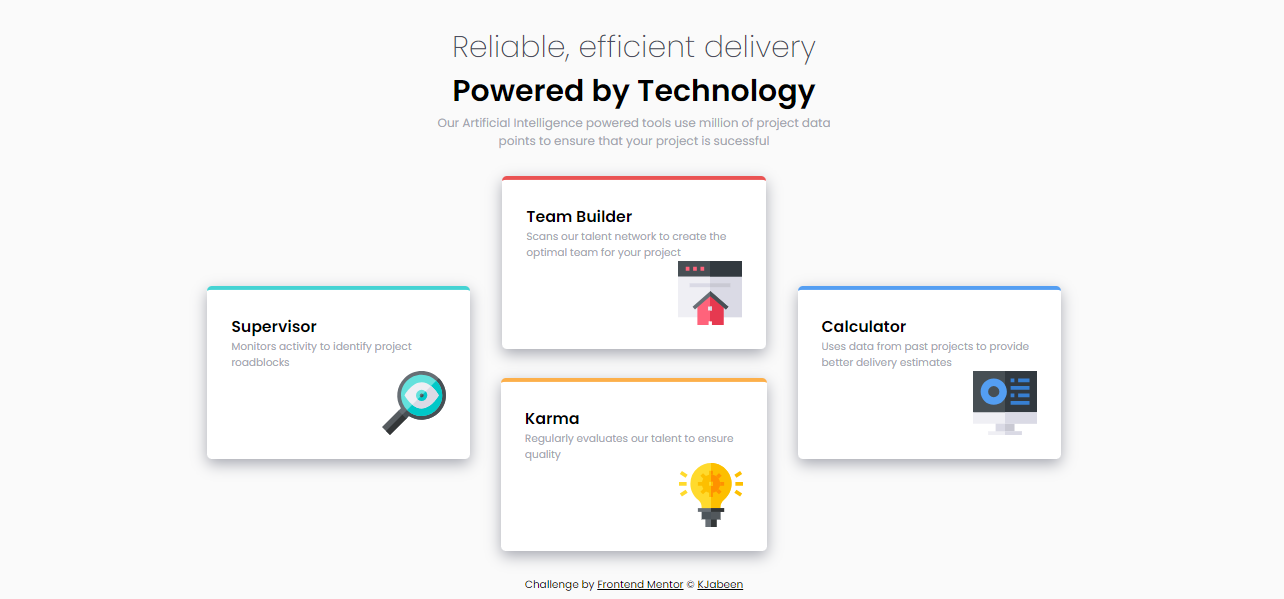 Reliable, efficient delivery
Powered by Technology
Our Artificial Intelligence powered tools use million of project data
points to ensure that your project is sucessful
Team Builder
Scans our talent network to create the
optimal team for your project
Supervisor
Monitors activity to identify project
roadblocks
Calculator
Uses data from past projects to provide
better delivery estimates
Karma
Regularly evaluates our talent to ensure
quality
Challenge by Frontend Mentor © KJabeen